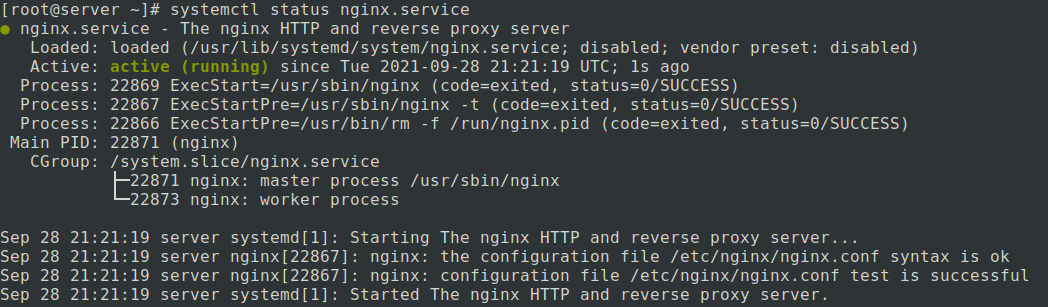 [root@server ~]# systemctl status nginx.service
● nginx.service - The nginx HTTP and reverse proxy server
   Loaded: loaded (/usr/lib/systemd/system/nginx.service; disabled; vendor preset: disabled)
   Active: active (running) since Tue 2021-09-28 21:21:19 UTC; 1s ago
  Process: 22869 ExecStart=/usr/sbin/nginx (code=exited, status=0/SUCCESS)
  Process: 22867 ExecStartPre=/usr/sbin/nginx -t (code=exited, status=0/SUCCESS)
  Process: 22866 ExecStartPre=/usr/bin/rm -f /run/nginx.pid (code=exited, status=0/SUCCESS)
 Main PID: 22871 (nginx)
   CGroup: /system.slice/nginx.service
           ├─22871 nginx: master process /usr/sbin/nginx
           └─22873 nginx: worker process

Sep 28 21:21:19 server systemd[1]: Starting The nginx HTTP and reverse proxy server...
Sep 28 21:21:19 server nginx[22867]: nginx: the configuration file /etc/nginx/nginx.conf syntax is ok
Sep 28 21:21:19 server nginx[22867]: nginx: configuration file /etc/nginx/nginx.conf test is successful
Sep 28 21:21:19 server systemd[1]: Started The nginx HTTP and reverse proxy server.